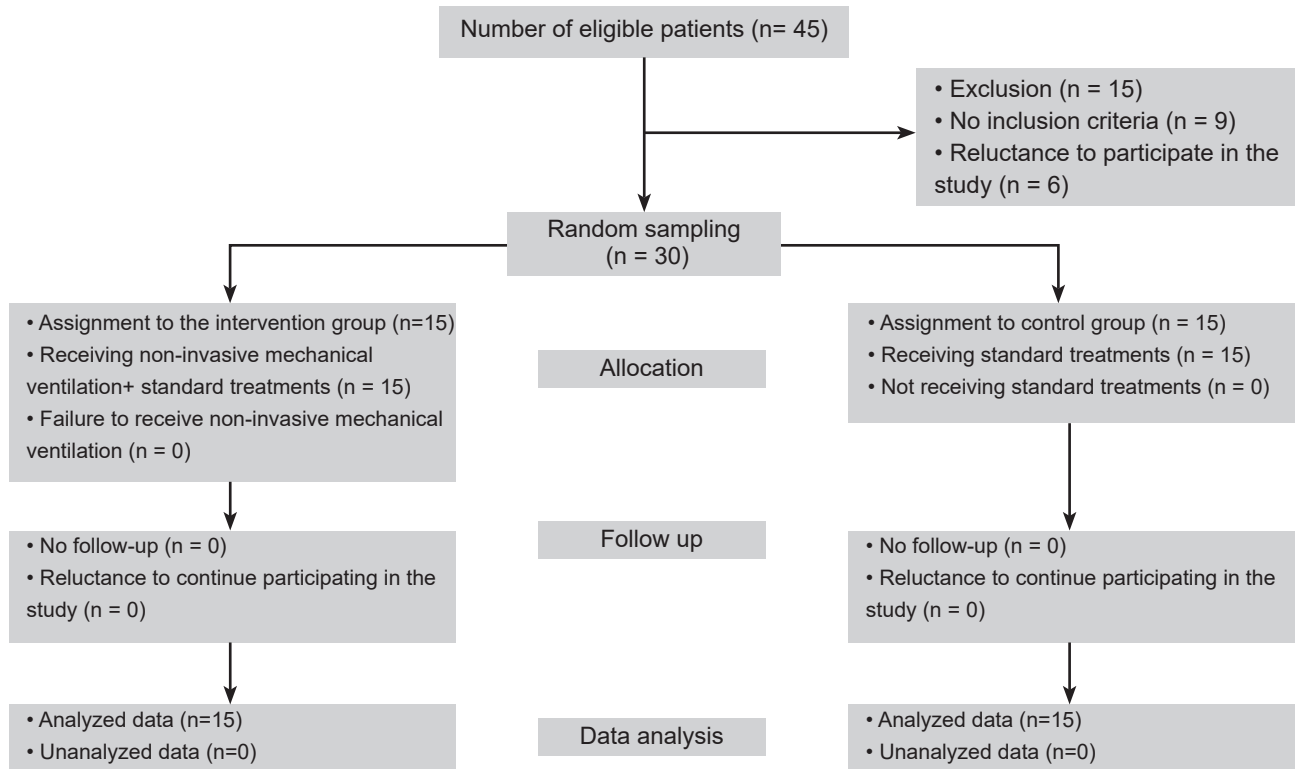 Number of eligible patients (n= 45)
• Exclusion (n = 15)
• No inclusion criteria (n = 9)
• Reluctance to participate in the
study (n = 6)
Random sampling
(n = 30)
• Assignment to the intervention group (n=15)
• Receiving non-invasive mechanical
ventilation+ standard treatments (n = 15)
• Failure to receive non-invasive mechanical
ventilation (n = 0)
Allocation
• Assignment to control group (n = 15)
• Receiving standard treatments (n = 15)
• Not receiving standard treatments (n = 0)
• No follow-up (n = 0)
• Reluctance to continue participating in the
study (n = 0)
Follow up
• No follow-up (n = 0)
• Reluctance to continue participating in the
study (n = 0)
• Analyzed data (n=15)
• Unanalyzed data (n=0)
Data analysis
• Analyzed data (n=15)
• Unanalyzed data (n=0)